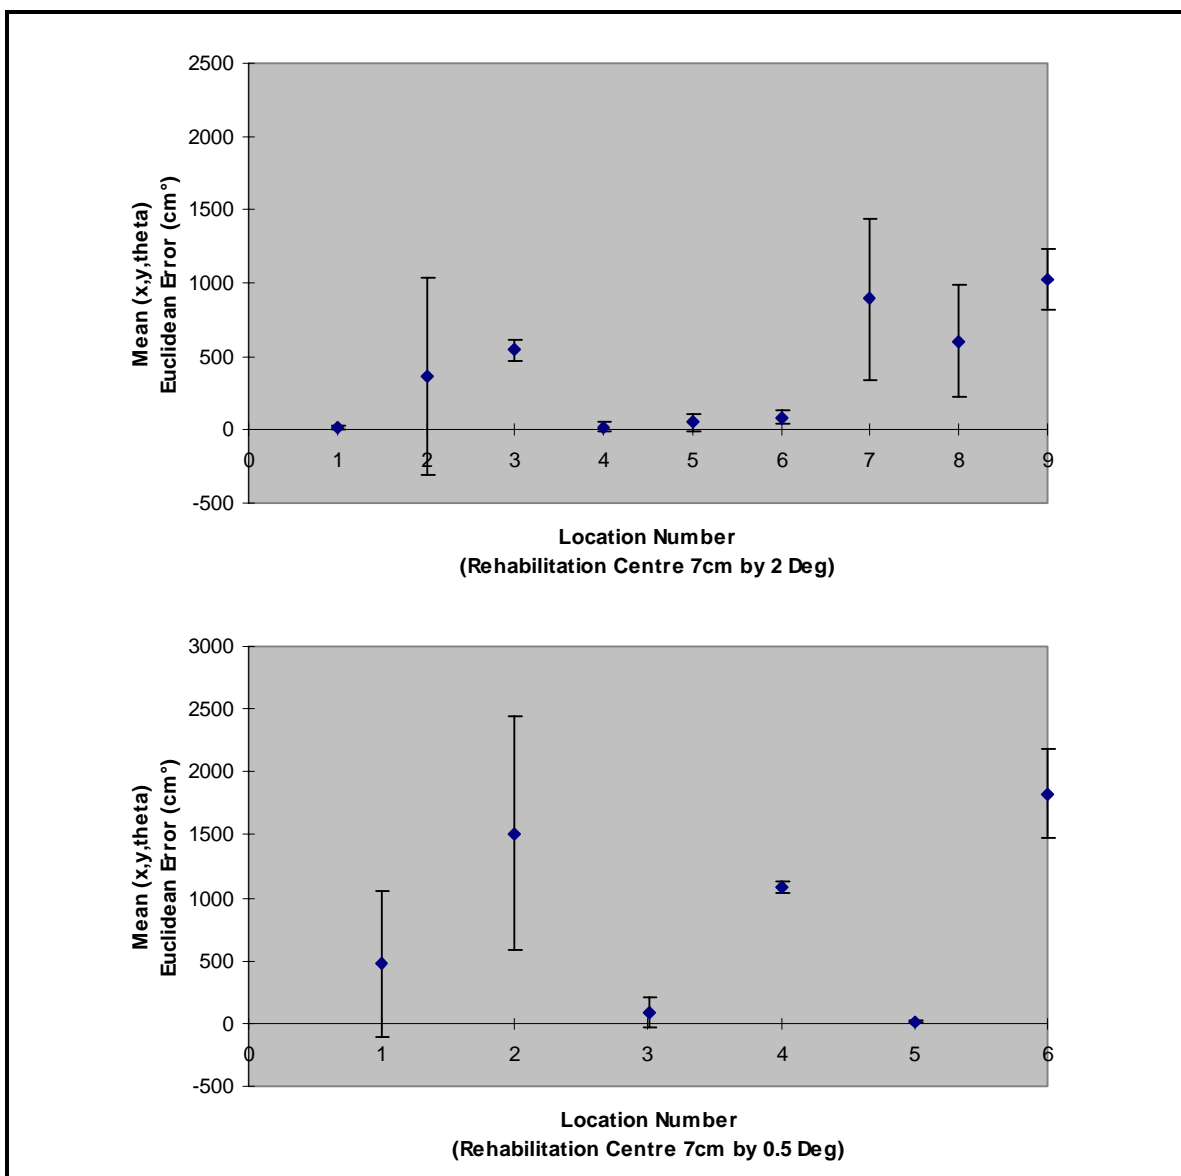 2500
2000
1500
1000
500
0
-500
Mean (x,y,theta)
Euclidean Error (cm°)
0 1 2 3 4 5 6 7 8 9
Location Number
(Rehabilitation Centre 7cm by 2 Deg)
3000
2500
2000
1500
1000
500
0
-500
Mean (x,y,theta)
Euclidean Error (cm°)
0 1 2 3 4 5 6
Location Number
(Rehabilitation Centre 7cm by 0.5 Deg)